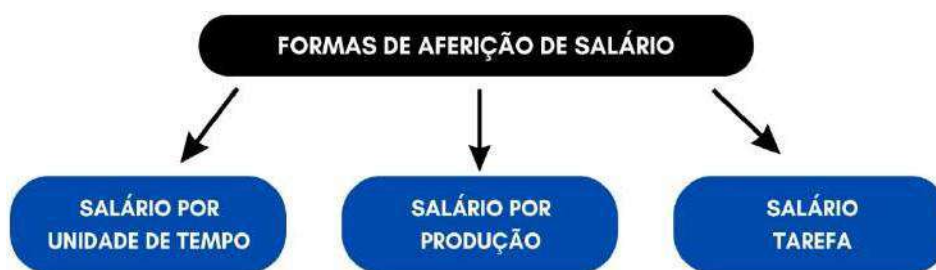 FORMAS DE AFERIÇÃO DE SALÁRIO
SALÁRIO POR
UNIDADE DE TEMPO
SALÁRIO POR
PRODUÇÃO
SALÁRIO
TAREFA